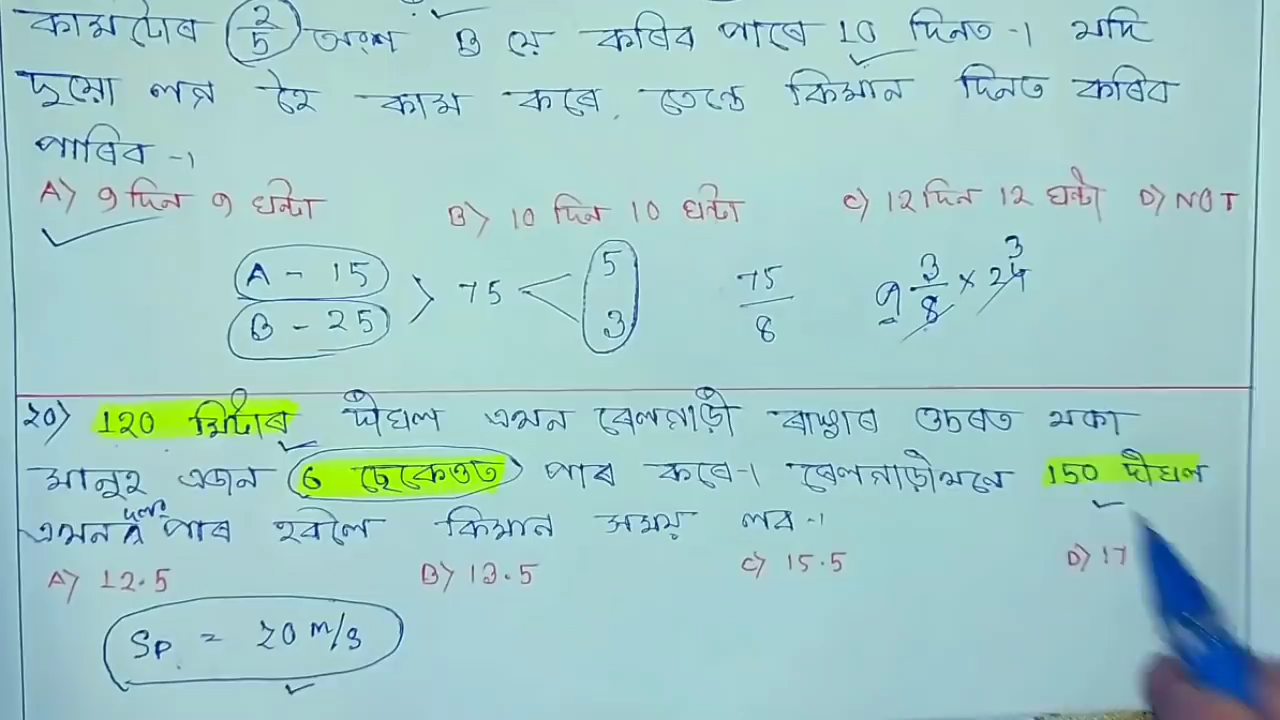 কামটোৰ 2/5 অংশ B য়ে কৰিব পাৰে 10 দিনত -। যদি
দুয়ো লগ হৈ কাম কৰে, তেন্তে কিমান দিনত কৰিব
পাৰিব -।
A) 9 দিন 9 ঘন্টা B) 10 দিন 10 ঘন্টা C) 12 দিন 12 ঘন্টা D) NOT
A - 15
B - 25
75
5
3
75/8
9 3/8 × 24 3
20) 120 মিটাৰ দীঘল এখন ৰেলগাড়ী ৰাস্তাৰ ওচৰত থকা
মানুহ এজন 6 ছেকেণ্ডত পাৰ কৰে -। ৰেলগাড়ীখনে 150 দীঘল
এখন দলং পাৰ হবলৈ কিমান সময় লব -।
A) 12.5 B) 13.5 C) 15.5 D) 17
Sp. = 20 m/s